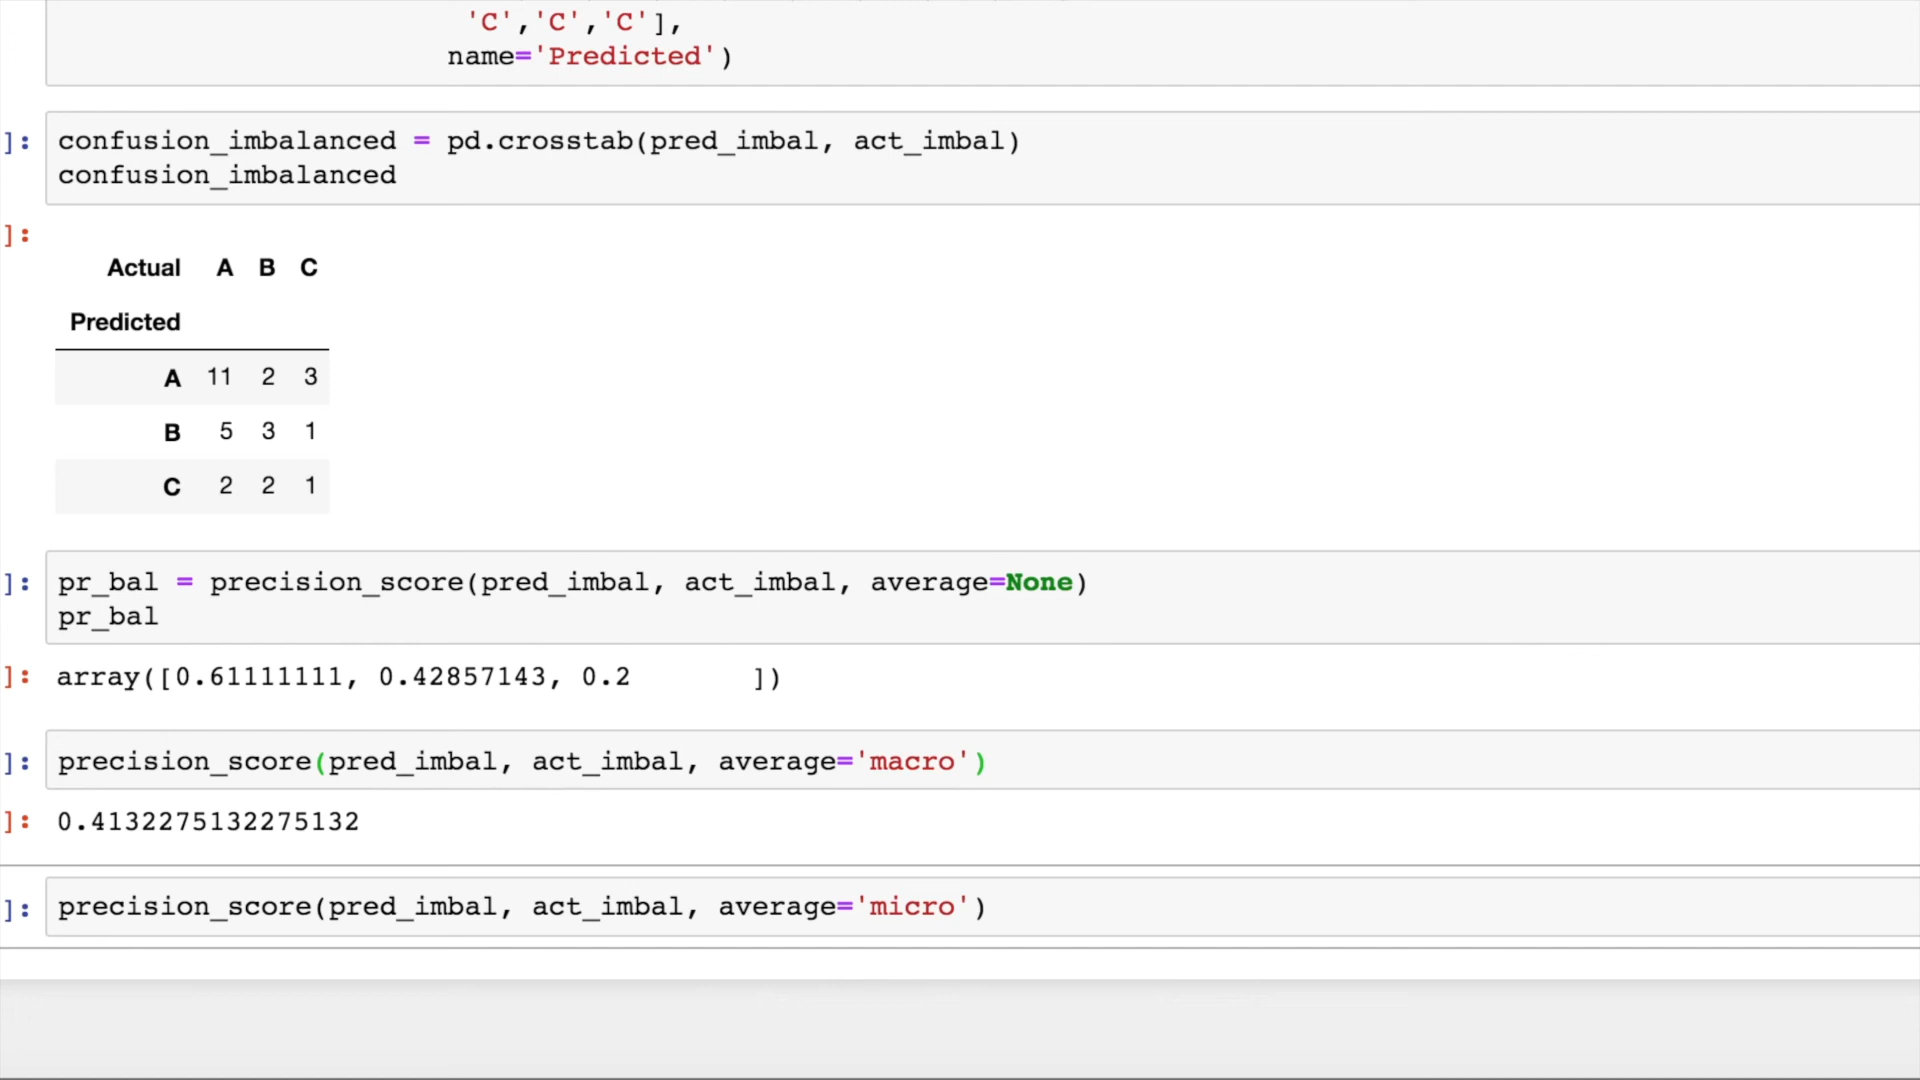 'C','C','C'],
name='Predicted')
]: confusion_imbalanced = pd.crosstab(pred_imbal, act_imbal)
confusion_imbalanced
]:
Actual A B C
Predicted
A 11 2 3
B 5 3 1
C 2 2 1
]: pr_bal = precision_score(pred_imbal, act_imbal, average=None)
pr_bal
]: array([0.61111111, 0.42857143, 0.2       ])
]: precision_score(pred_imbal, act_imbal, average='macro')
]: 0.4132275132275132
]: precision_score(pred_imbal, act_imbal, average='micro')